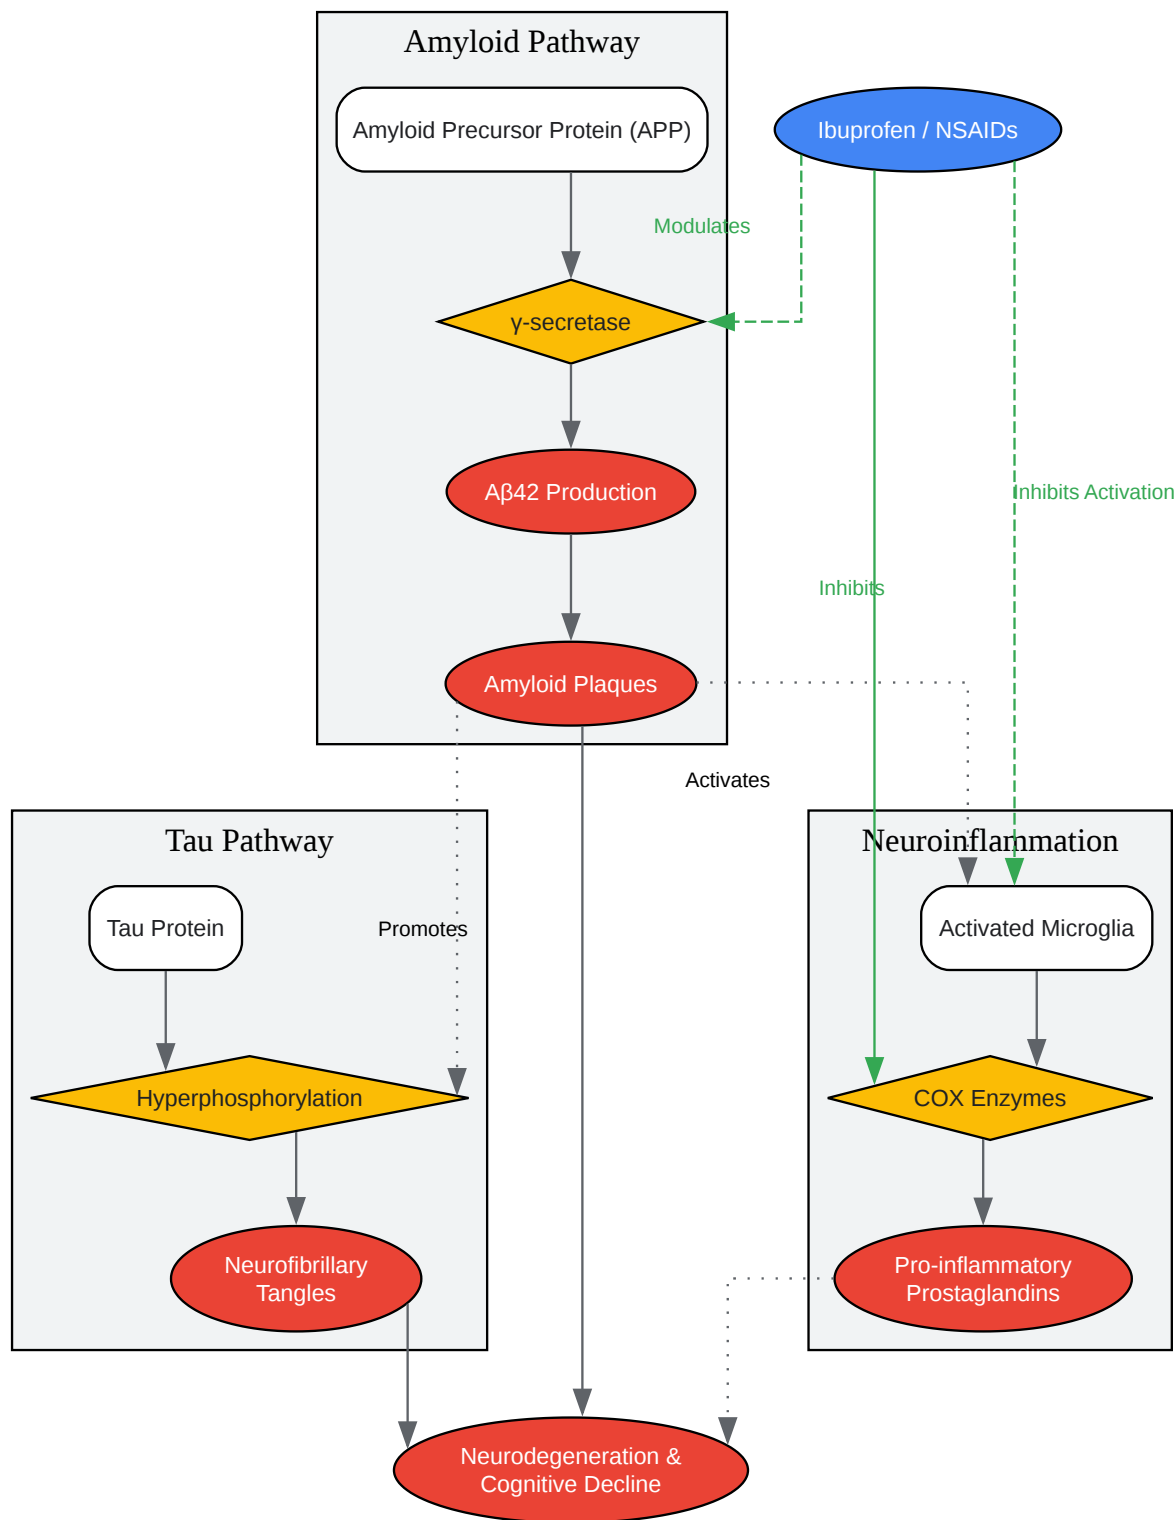 Amyloid Pathway
Amyloid Precursor Protein (APP)
Ibuprofen / NSAIDs
Modulates
γ-secretase
Aβ42 Production
Inhibits Activation
Inhibits
Amyloid Plaques
Activates
Tau Pathway
Neuroinflammation
Tau Protein
Promotes
Activated Microglia
Hyperphosphorylation
COX Enzymes
Neurofibrillary
Tangles
Pro-inflammatory
Prostaglandins
Neurodegeneration &
Cognitive Decline